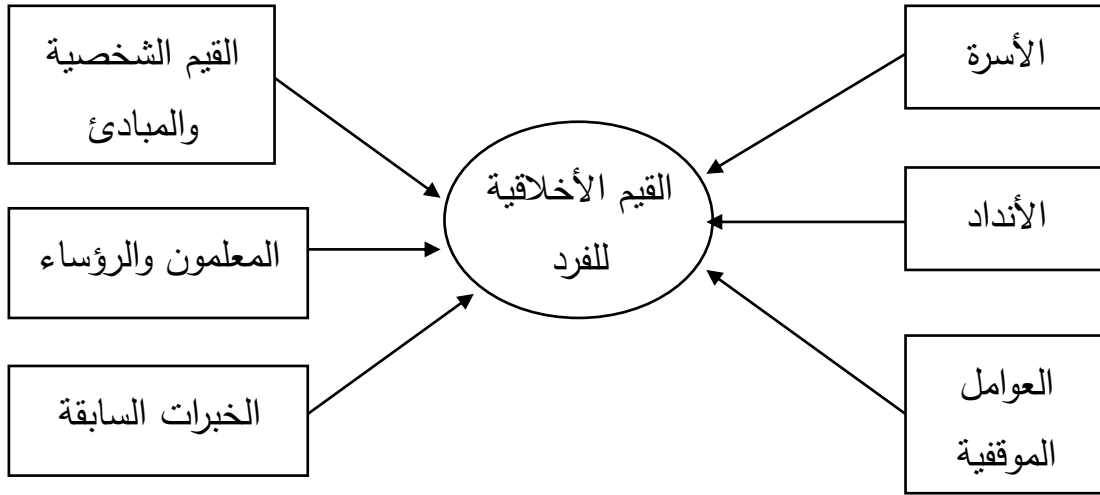 الأسرة
القيم الشخصية
والمبادئ
القيم الأخلاقية
للفرد
الأنداد
المعلمون والرؤساء
العوامل
الموقفية
الخبرات السابقة